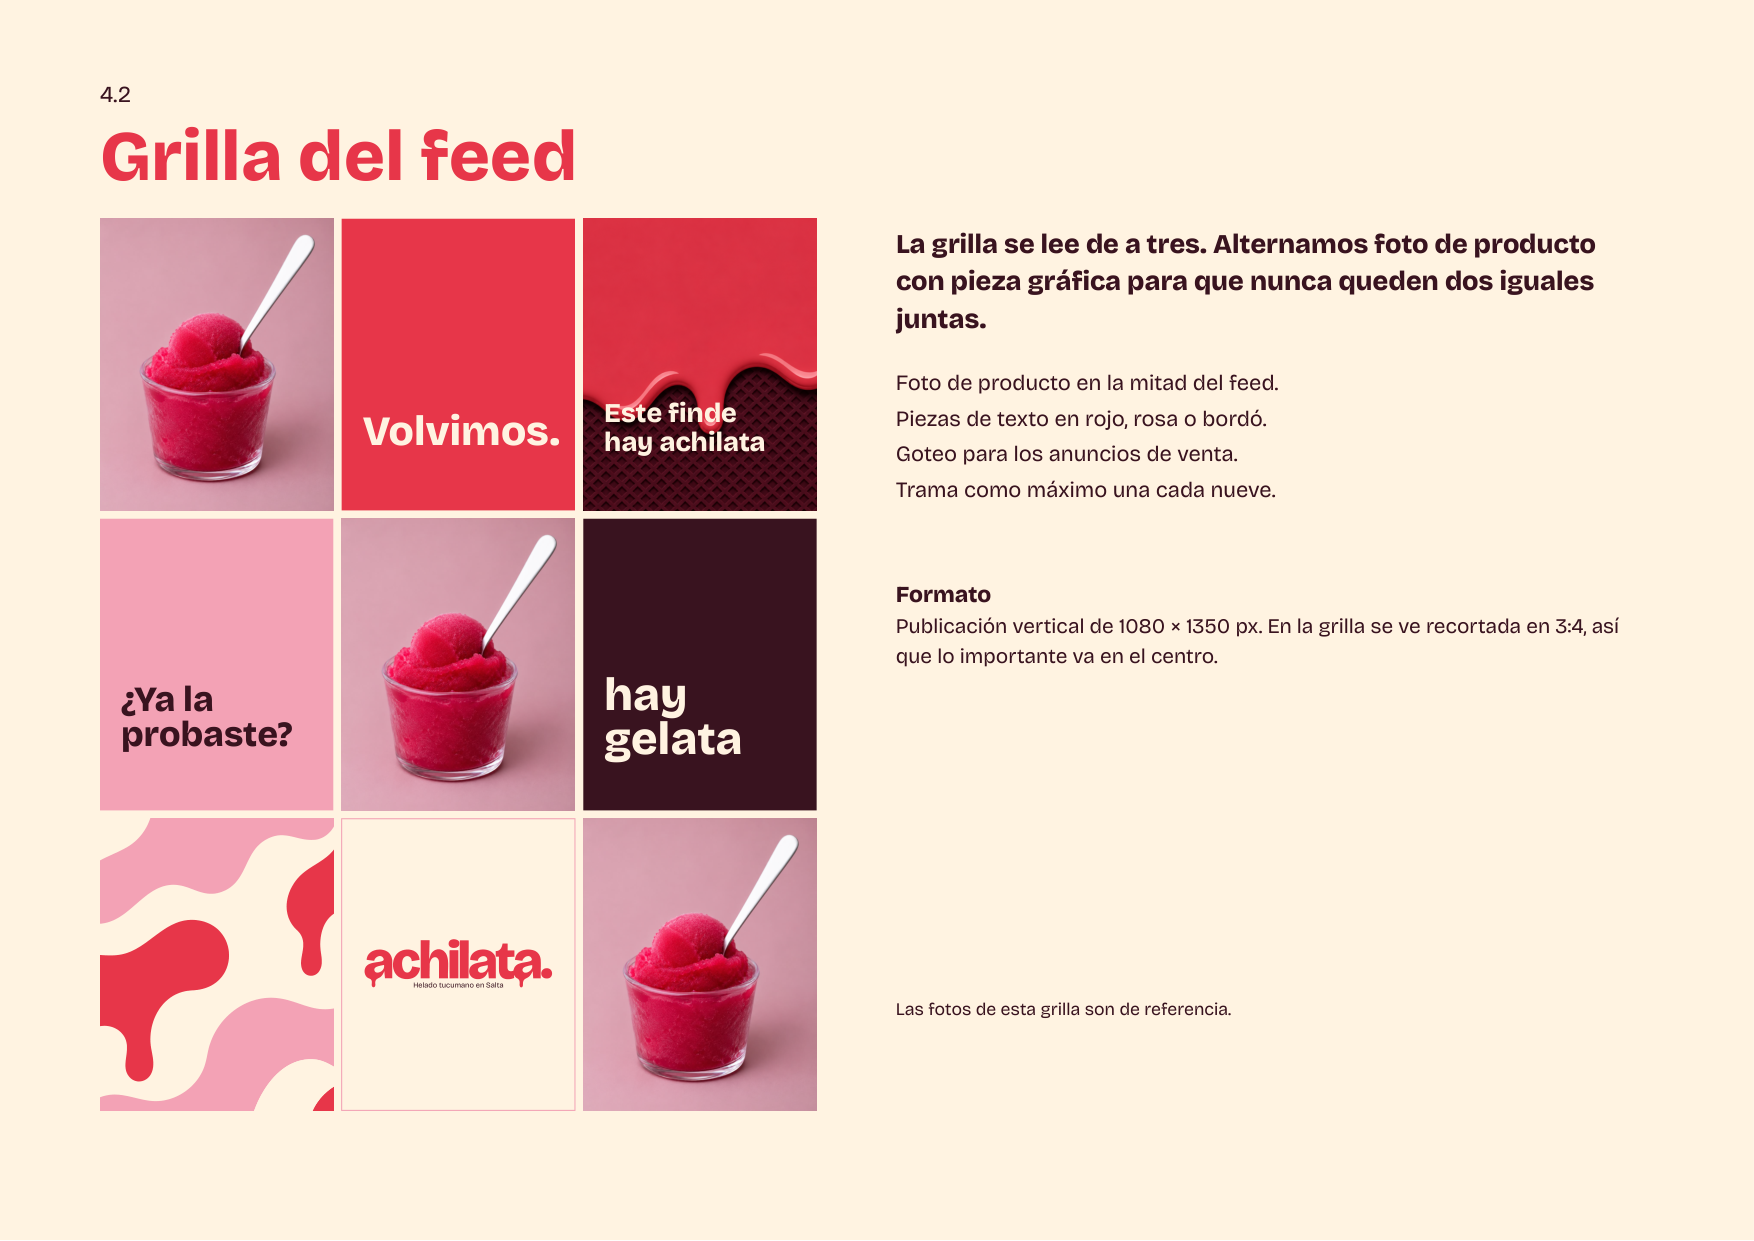 4.2
Grilla del feed
Volvimos.
Este finde
hay achilata
¿Ya la
probaste?
hay
gelata
achilata.
Helado tucumano en Salta
La grilla se lee de a tres. Alternamos foto de producto
con pieza gráfica para que nunca queden dos iguales
juntas.
Foto de producto en la mitad del feed.
Piezas de texto en rojo, rosa o bordó.
Goteo para los anuncios de venta.
Trama como máximo una cada nueve.
Formato
Publicación vertical de 1080 × 1350 px. En la grilla se ve recortada en 3:4, así
que lo importante va en el centro.
Las fotos de esta grilla son de referencia.